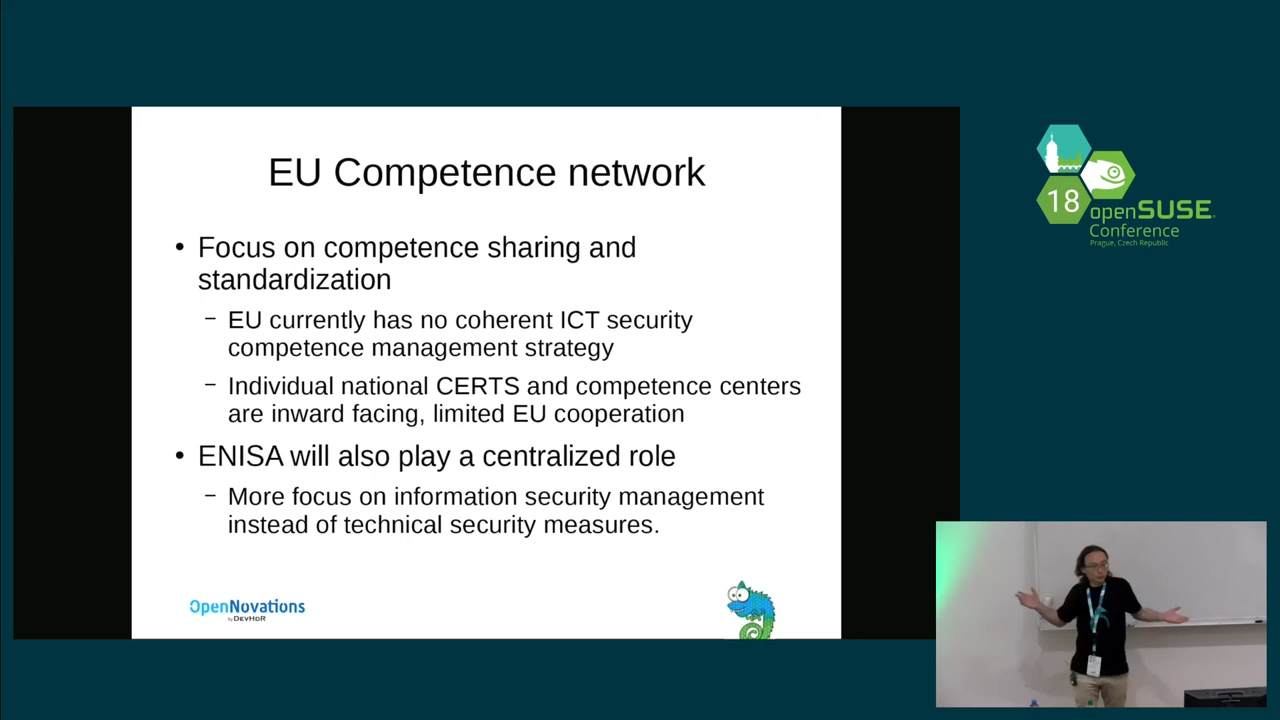 EU Competence network
• Focus on competence sharing and
standardization
– EU currently has no coherent ICT security
competence management strategy
– Individual national CERTS and competence centers
are inward facing, limited EU cooperation
• ENISA will also play a centralized role
– More focus on information security management
instead of technical security measures.
OpenNovations
by DEVHDR
18
openSUSE
Conference
Prague, Czech Republic